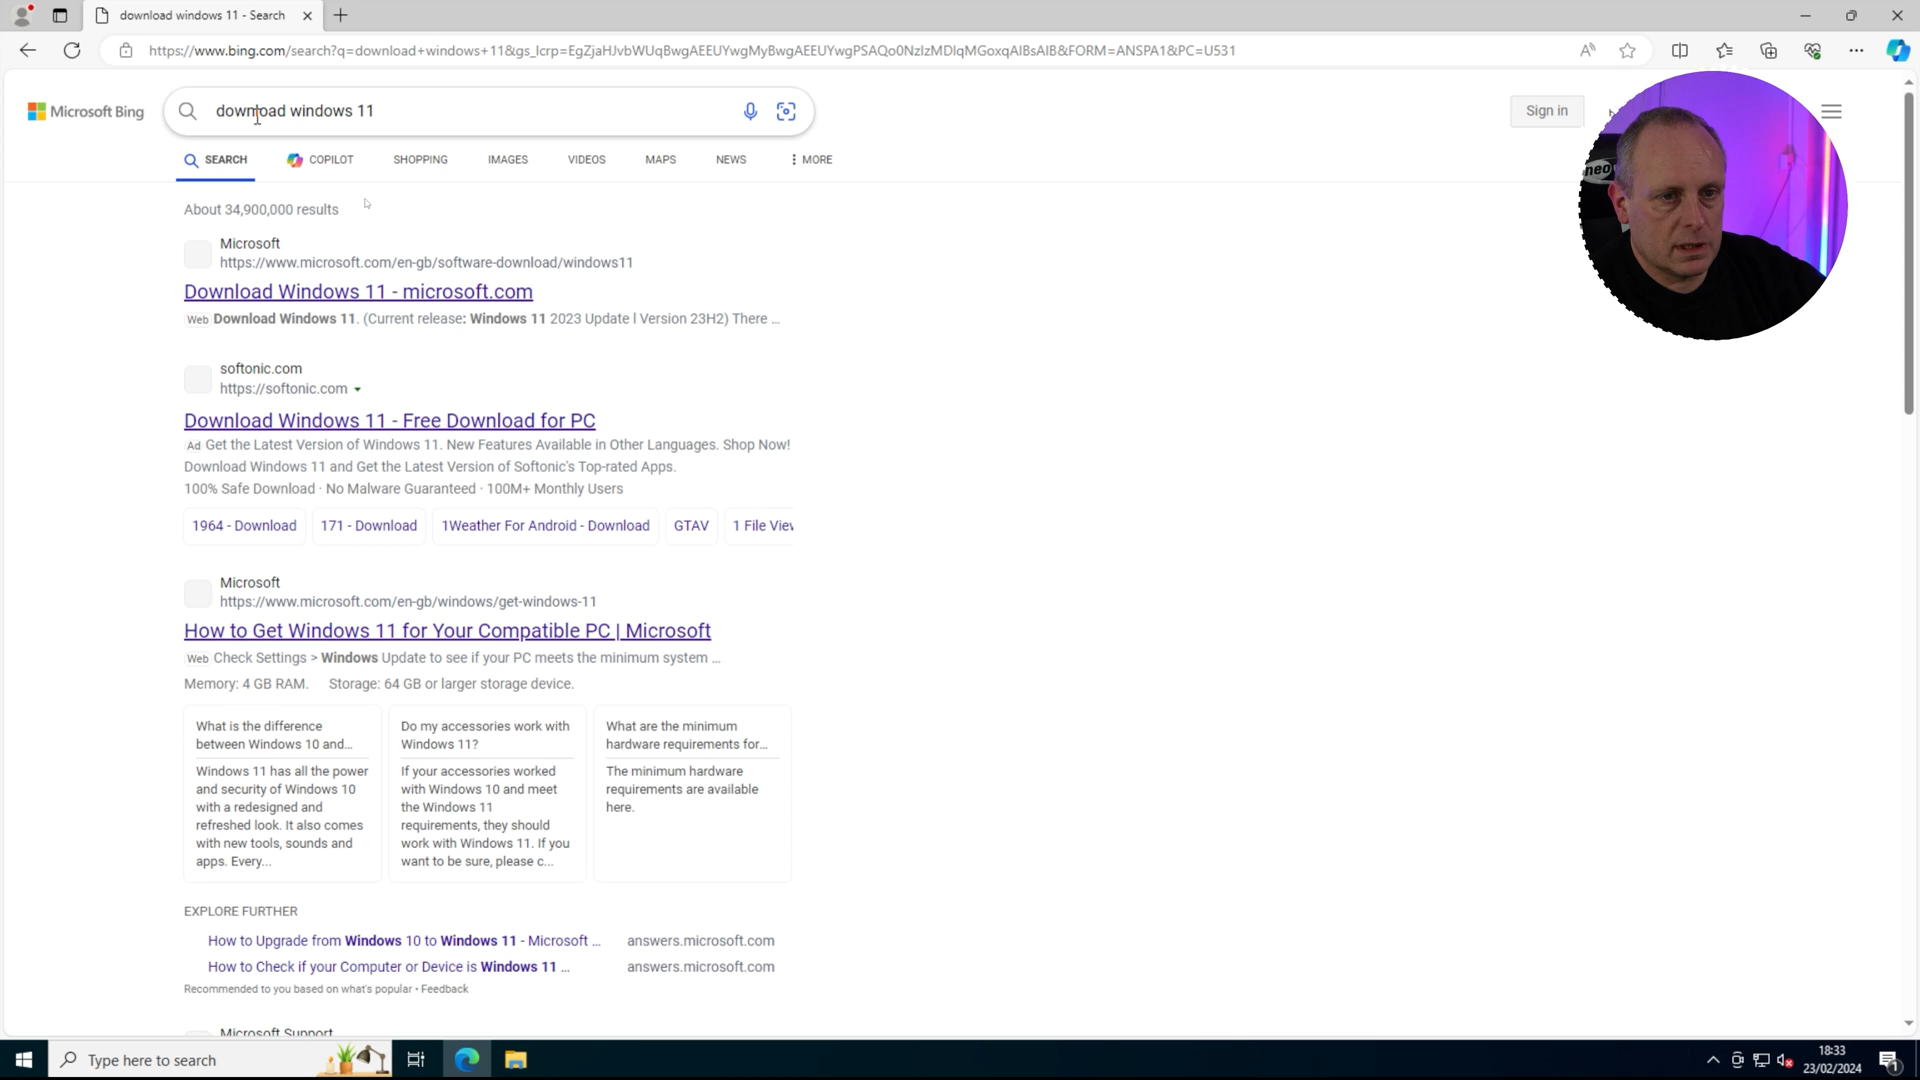 download windows 11 - Search
https://www.bing.com/search?q=download+windows+11&gs_lcrp=EgZjaHJvbWUqBwgAEEUYwgMyBwgAEEUYwgPSAQo0NzIzMDlqMGoxqAIBsAIB&FORM=ANSPA1&PC=U531
Microsoft Bing
download windows 11
Sign in
SEARCH COPILOT SHOPPING IMAGES VIDEOS MAPS NEWS MORE
neo
About 34,900,000 results
Microsoft
https://www.microsoft.com/en-gb/software-download/windows11
Download Windows 11 - microsoft.com
Web Download Windows 11. (Current release: Windows 11 2023 Update l Version 23H2) There ...
softonic.com
https://softonic.com
Download Windows 11 - Free Download for PC
Ad Get the Latest Version of Windows 11. New Features Available in Other Languages. Shop Now!
Download Windows 11 and Get the Latest Version of Softonic's Top-rated Apps.
100% Safe Download · No Malware Guaranteed · 100M+ Monthly Users
1964 - Download 171 - Download 1Weather For Android - Download GTAV 1 File View
Microsoft
https://www.microsoft.com/en-gb/windows/get-windows-11
How to Get Windows 11 for Your Compatible PC | Microsoft
Web Check Settings > Windows Update to see if your PC meets the minimum system ...
Memory: 4 GB RAM. Storage: 64 GB or larger storage device.
What is the difference
between Windows 10 and...
Windows 11 has all the power
and security of Windows 10
with a redesigned and
refreshed look. It also comes
with new tools, sounds and
apps. Every...
Do my accessories work with
Windows 11?
If your accessories worked
with Windows 10 and meet
the Windows 11
requirements, they should
work with Windows 11. If you
want to be sure, please c...
What are the minimum
hardware requirements for...
The minimum hardware
requirements are available
here.
EXPLORE FURTHER
How to Upgrade from Windows 10 to Windows 11 - Microsoft ... answers.microsoft.com
How to Check if your Computer or Device is Windows 11 ... answers.microsoft.com
Recommended to you based on what's popular • Feedback
Microsoft Support
Type here to search
18:33
23/02/2024
1